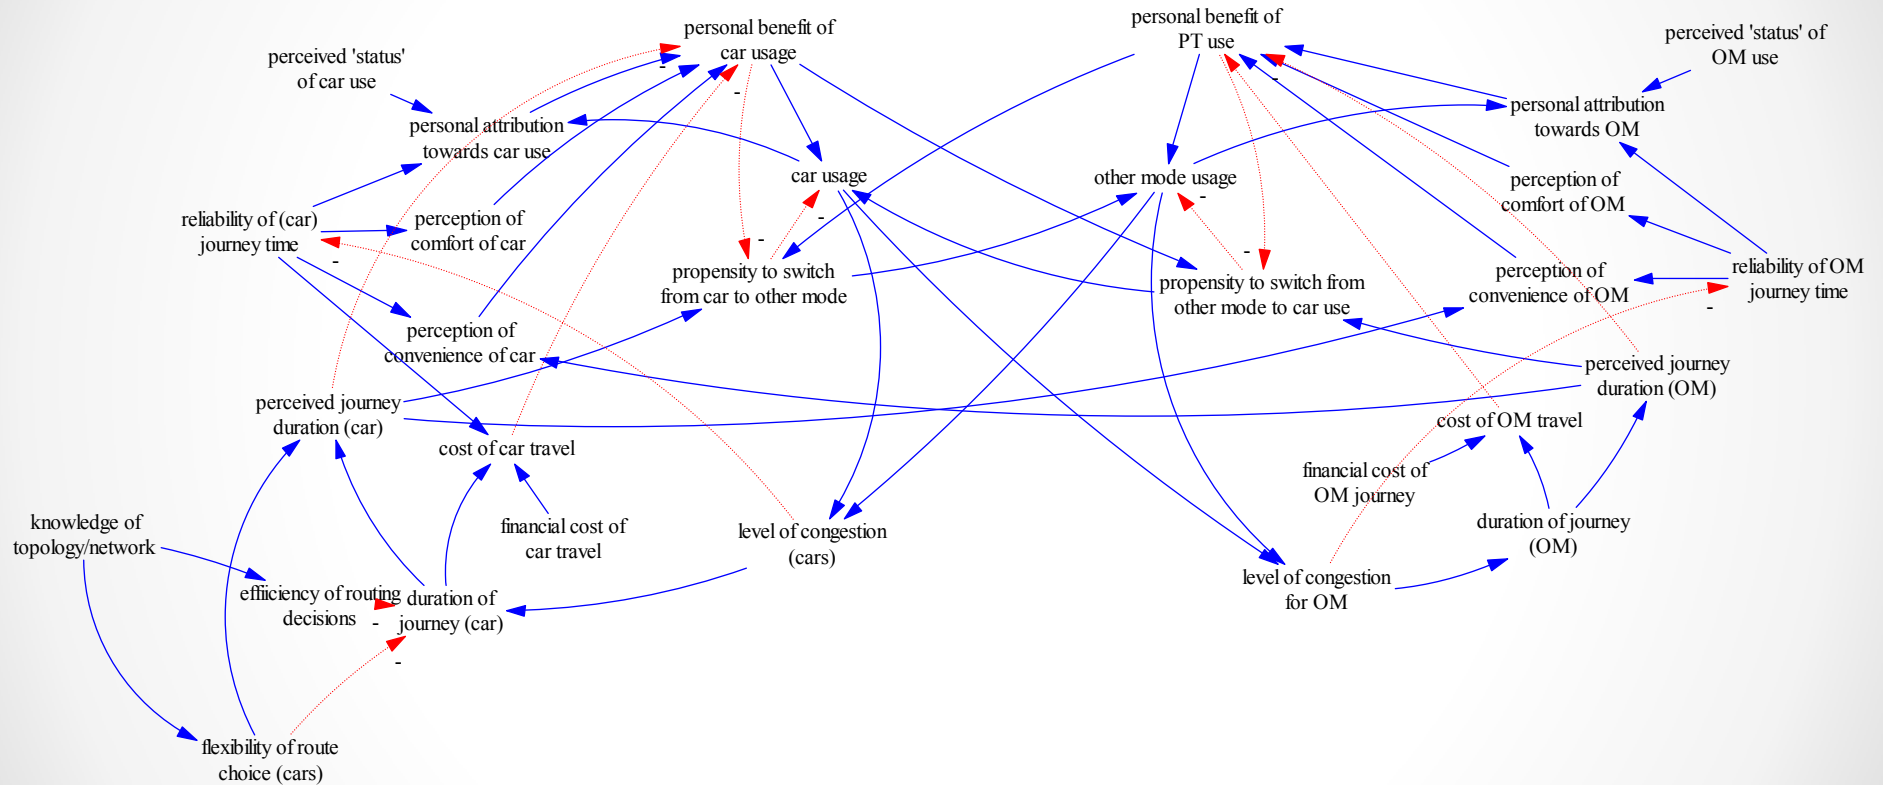 personal benefit of
car usage
personal benefit of
PT use
perceived 'status'
of car use
perceived 'status' of
OM use
personal attribution
towards car use
personal attribution
towards OM
car usage
other mode usage
perception of
comfort of OM
reliability of (car)
journey time
perception of
comfort of car
propensity to switch
from car to other mode
propensity to switch from
other mode to car use
perception of
convenience of OM
reliability of OM
journey time
perception of
convenience of car
perceived journey
duration (OM)
perceived journey
duration (car)
cost of car travel
cost of OM travel
financial cost of
OM journey
knowledge of
topology/network
financial cost of
car travel
level of congestion
(cars)
duration of journey
(OM)
level of congestion
for OM
effiiciency of routing
decisions
duration of
journey (car)
flexibility of route
choice (cars)
-
-
-
-
-
-
-
-
-
-
-